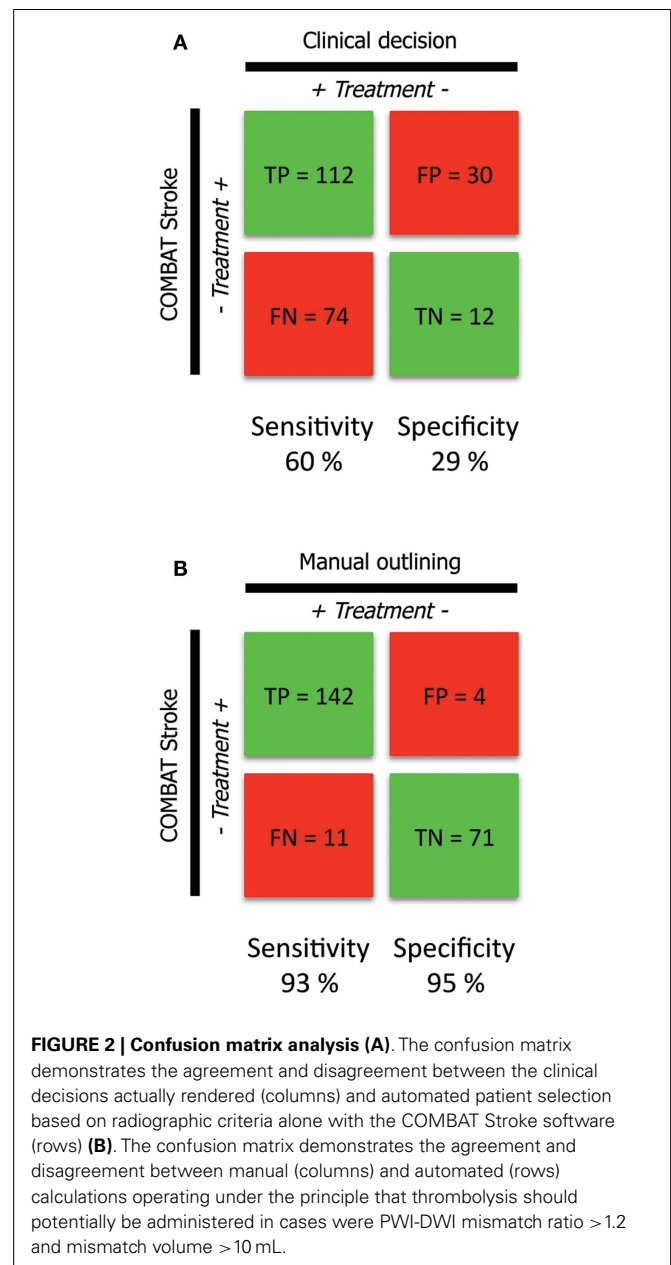 A
Clinical decision
+ Treatment -
COMBAT Stroke
- Treatment +
TP = 112
FP = 30
FN = 74
TN = 12
Sensitivity
60 %
Specificity
29 %
B
Manual outlining
+ Treatment -
COMBAT Stroke
- Treatment +
TP = 142
FP = 4
FN = 11
TN = 71
Sensitivity
93 %
Specificity
95 %
FIGURE 2 | Confusion matrix analysis (A). The confusion matrix
demonstrates the agreement and disagreement between the clinical
decisions actually rendered (columns) and automated patient selection
based on radiographic criteria alone with the COMBAT Stroke software
(rows) (B). The confusion matrix demonstrates the agreement and
disagreement between manual (columns) and automated (rows)
calculations operating under the principle that thrombolysis should
potentially be administered in cases were PWI-DWI mismatch ratio >1.2
and mismatch volume >10 mL.